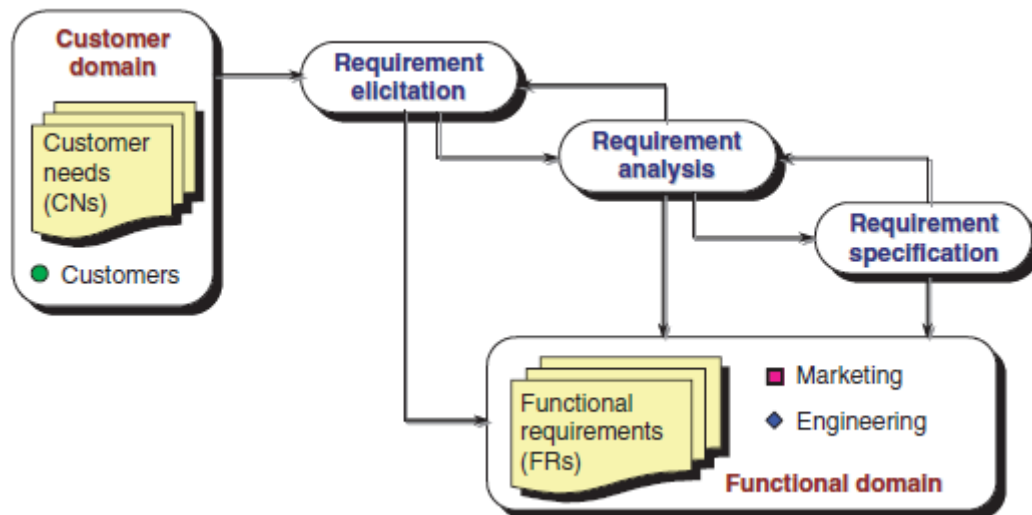 Customer
domain
Customer
needs
(CNs)
Customers
Requirement
elicitation
Requirement
analysis
Requirement
specification
Functional
requirements
(FRs)
Marketing
Engineering
Functional domain